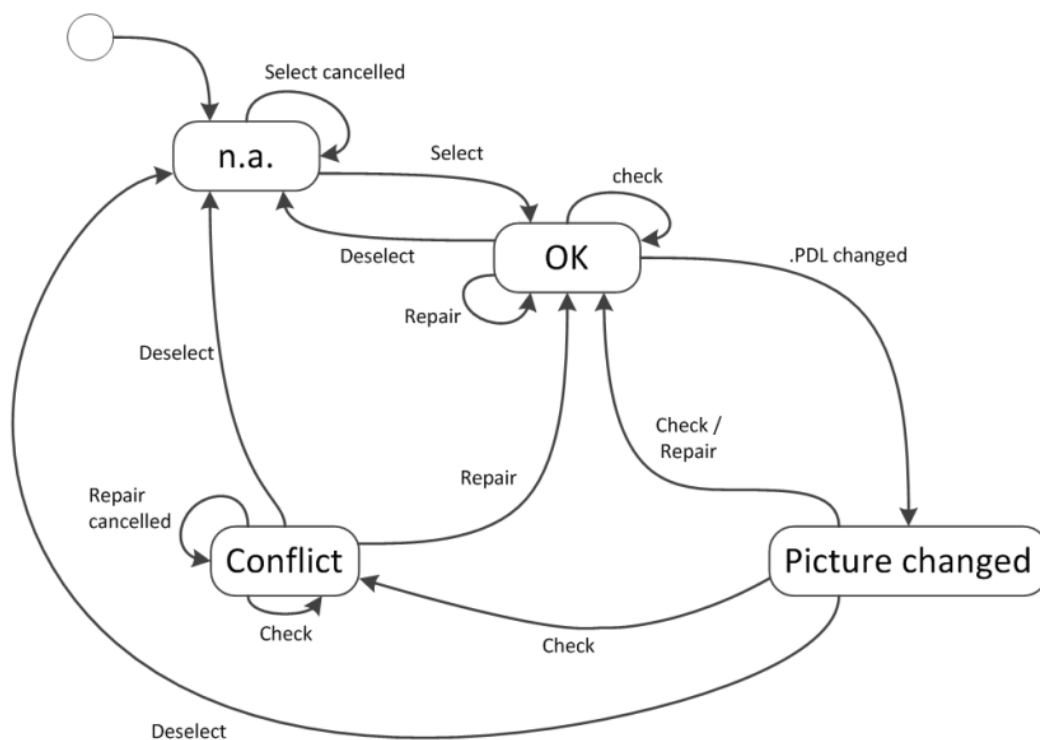 Select cancelled
n.a.
Select
check
Deselect
OK
.PDL changed
Repair
Deselect
Check /
Repair
Repair
Repair
cancelled
Conflict
Picture changed
Check
Check
Deselect